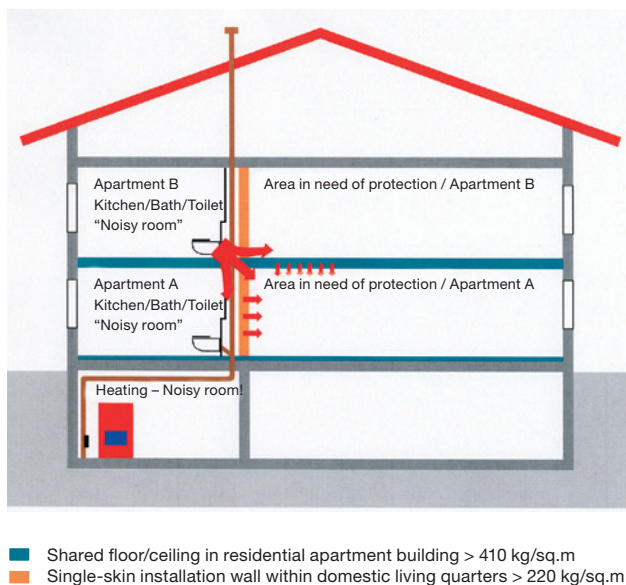 Apartment B
Kitchen/Bath/Toilet
“Noisy room”
Area in need of protection / Apartment B
Apartment A
Kitchen/Bath/Toilet
“Noisy room”
Area in need of protection / Apartment A
Heating – Noisy room!
Shared floor/ceiling in residential apartment building > 410 kg/sq.m
Single-skin installation wall within domestic living quarters > 220 kg/sq.m